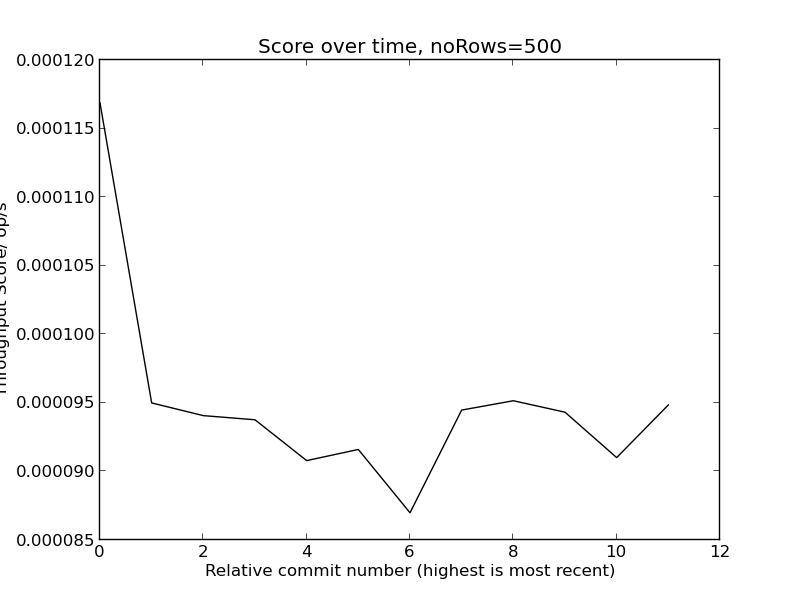 Score over time, noRows=500
0.000120
0.000115
0.000110
0.000105
0.000100
0.000095
0.000090
0.000085
Throughput Score/ op/s
0 2 4 6 8 10 12
Relative commit number (highest is most recent)